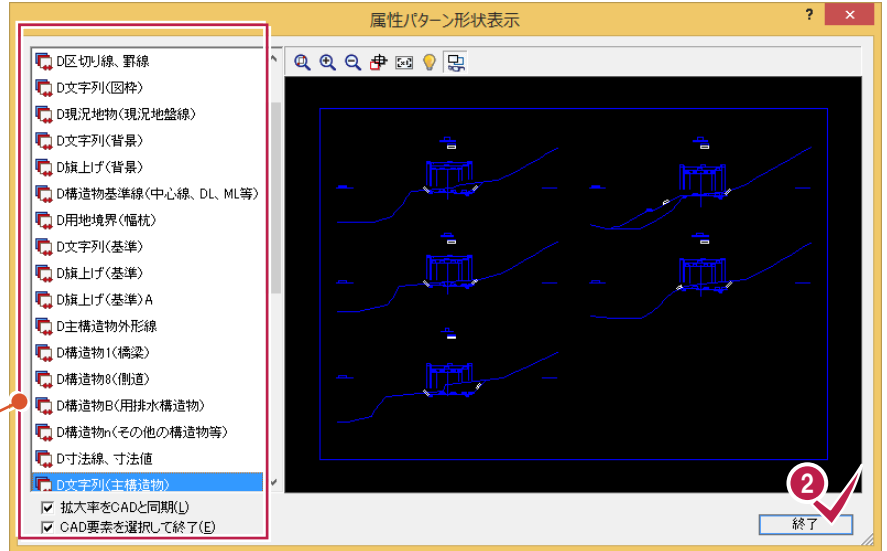 属性パターン形状表示
? ×
D区切り線、罫線
D文字列(図枠)
D現況地物(現況地盤線)
D文字列(背景)
D旗上げ(背景)
D構造物基準線(中心線、DL、ML等)
D用地境界(幅杭)
D文字列(基準)
D旗上げ(基準)
D旗上げ(基準)A
D主構造物外形線
D構造物1(橋梁)
D構造物8(側道)
D構造物B(用排水構造物)
D構造物n(その他の構造物等)
D寸法線、寸法値
D文字列(主構造物)
拡大率をCADと同期(L)
CAD要素を選択して終了(E)
2
終了